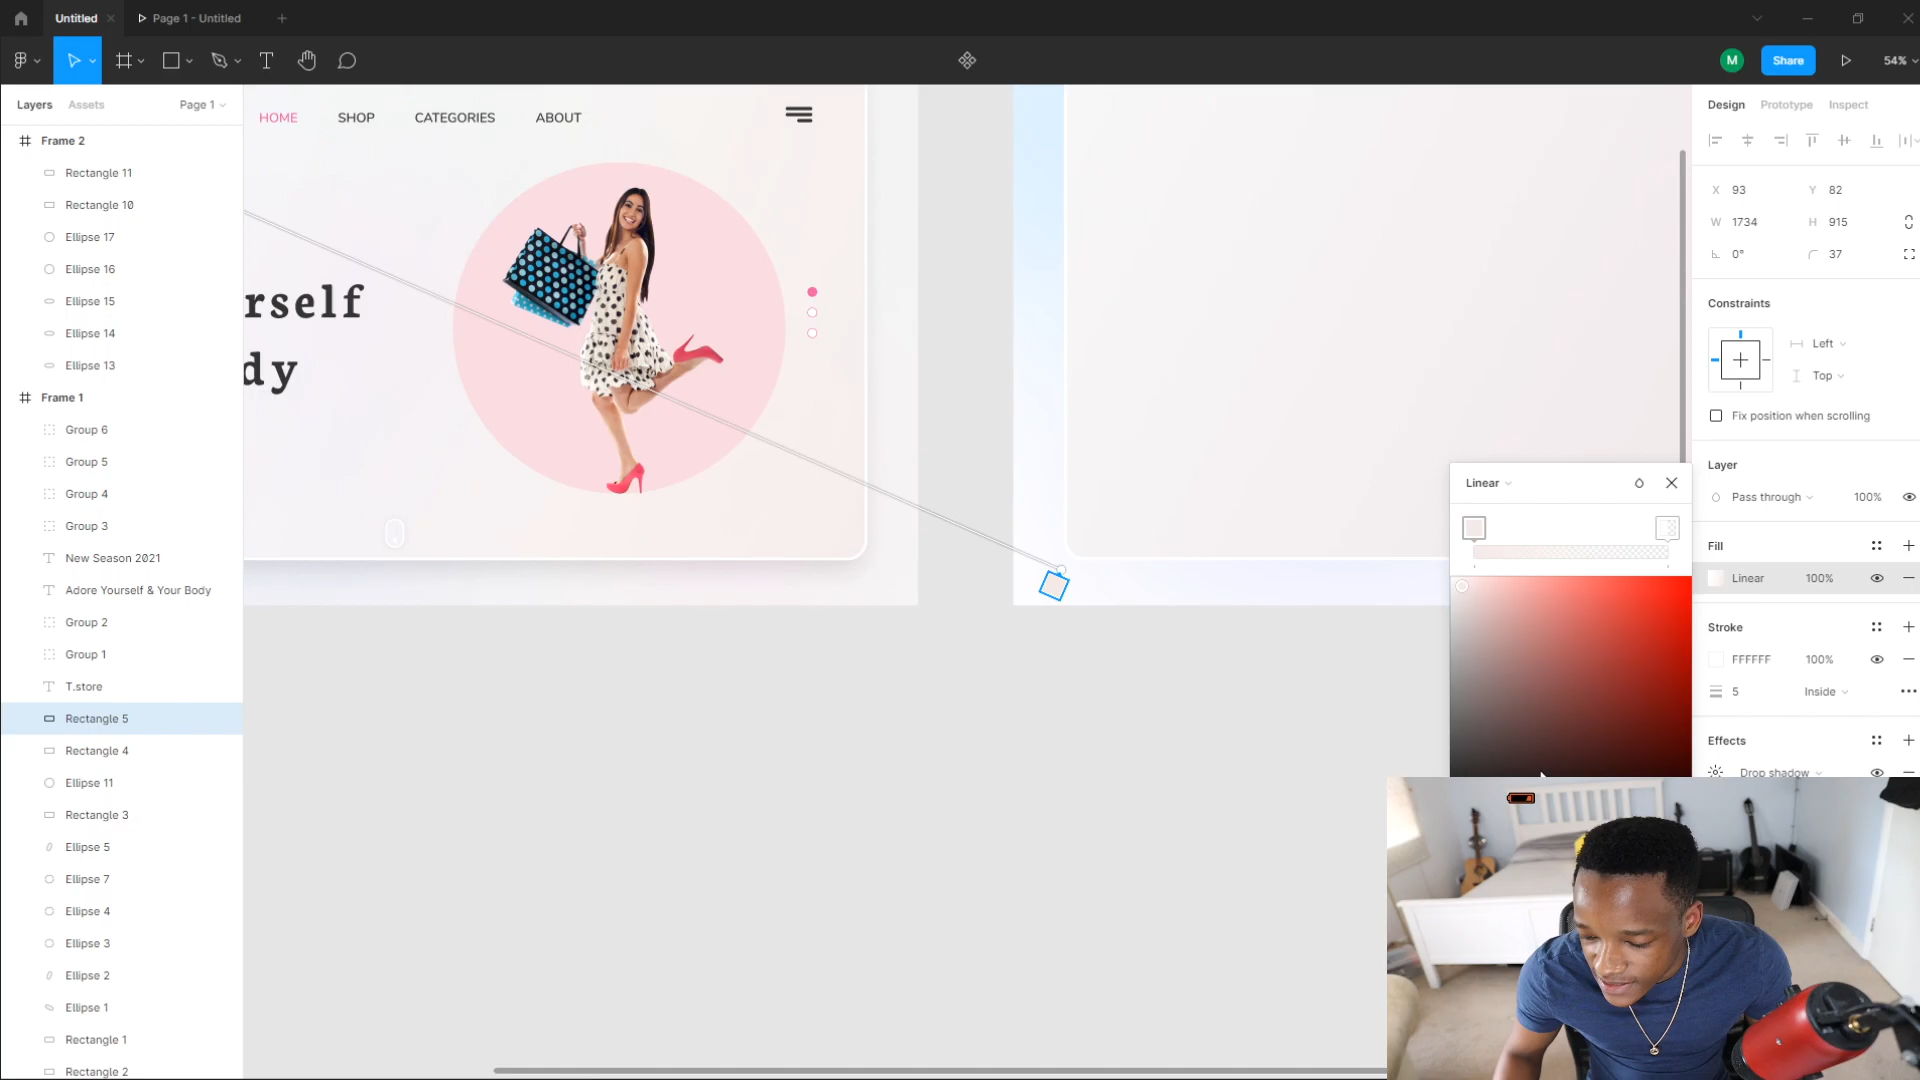 Untitled
Page 1 - Untitled
M
Share
54%
Layers
Assets
Page 1
Frame 2
Rectangle 11
Rectangle 10
Ellipse 17
Ellipse 16
Ellipse 15
Ellipse 14
Ellipse 13
Frame 1
Group 6
Group 5
Group 4
Group 3
New Season 2021
Adore Yourself & Your Body
Group 2
Group 1
T.store
Rectangle 5
Rectangle 4
Ellipse 11
Rectangle 3
Ellipse 5
Ellipse 7
Ellipse 4
Ellipse 3
Ellipse 2
Ellipse 1
Rectangle 1
Rectangle 2
HOME SHOP CATEGORIES ABOUT
rself
dy
Linear
Design
Prototype
Inspect
X 93 Y 82
W 1734 H 915
0° 37
Constraints
Left
Top
Fix position when scrolling
Layer
Pass through 100%
Fill
Linear 100%
Stroke
FFFFFF 100%
5 Inside
Effects
Drop shadow